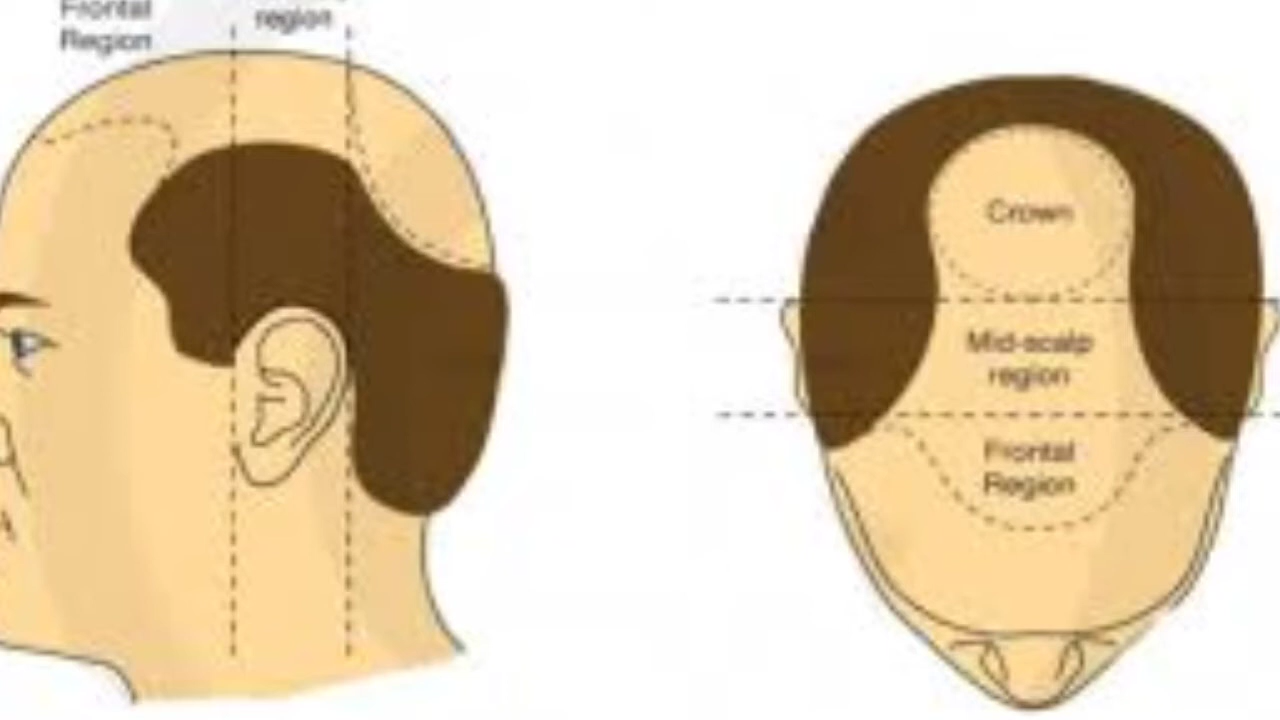 Frontal
Region
region
Crown
Mid-scalp
region
Frontal
Region